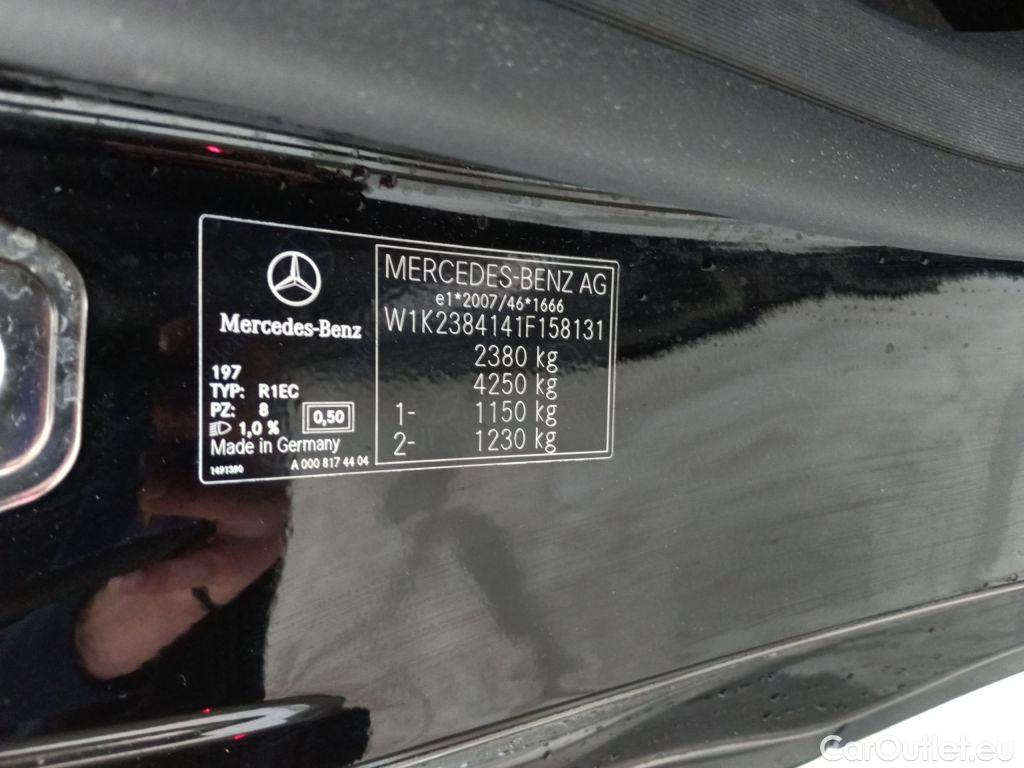 Mercedes-Benz
197
TYP: R1EC
PZ: 8
1,0 %
0,50
Made in Germany
1491390
A 000 817 44 04
MERCEDES-BENZ AG
e1*2007/46*1666
W1K2384141F158131
2380 kg
4250 kg
1- 1150 kg
2- 1230 kg
CarOutlet.eu